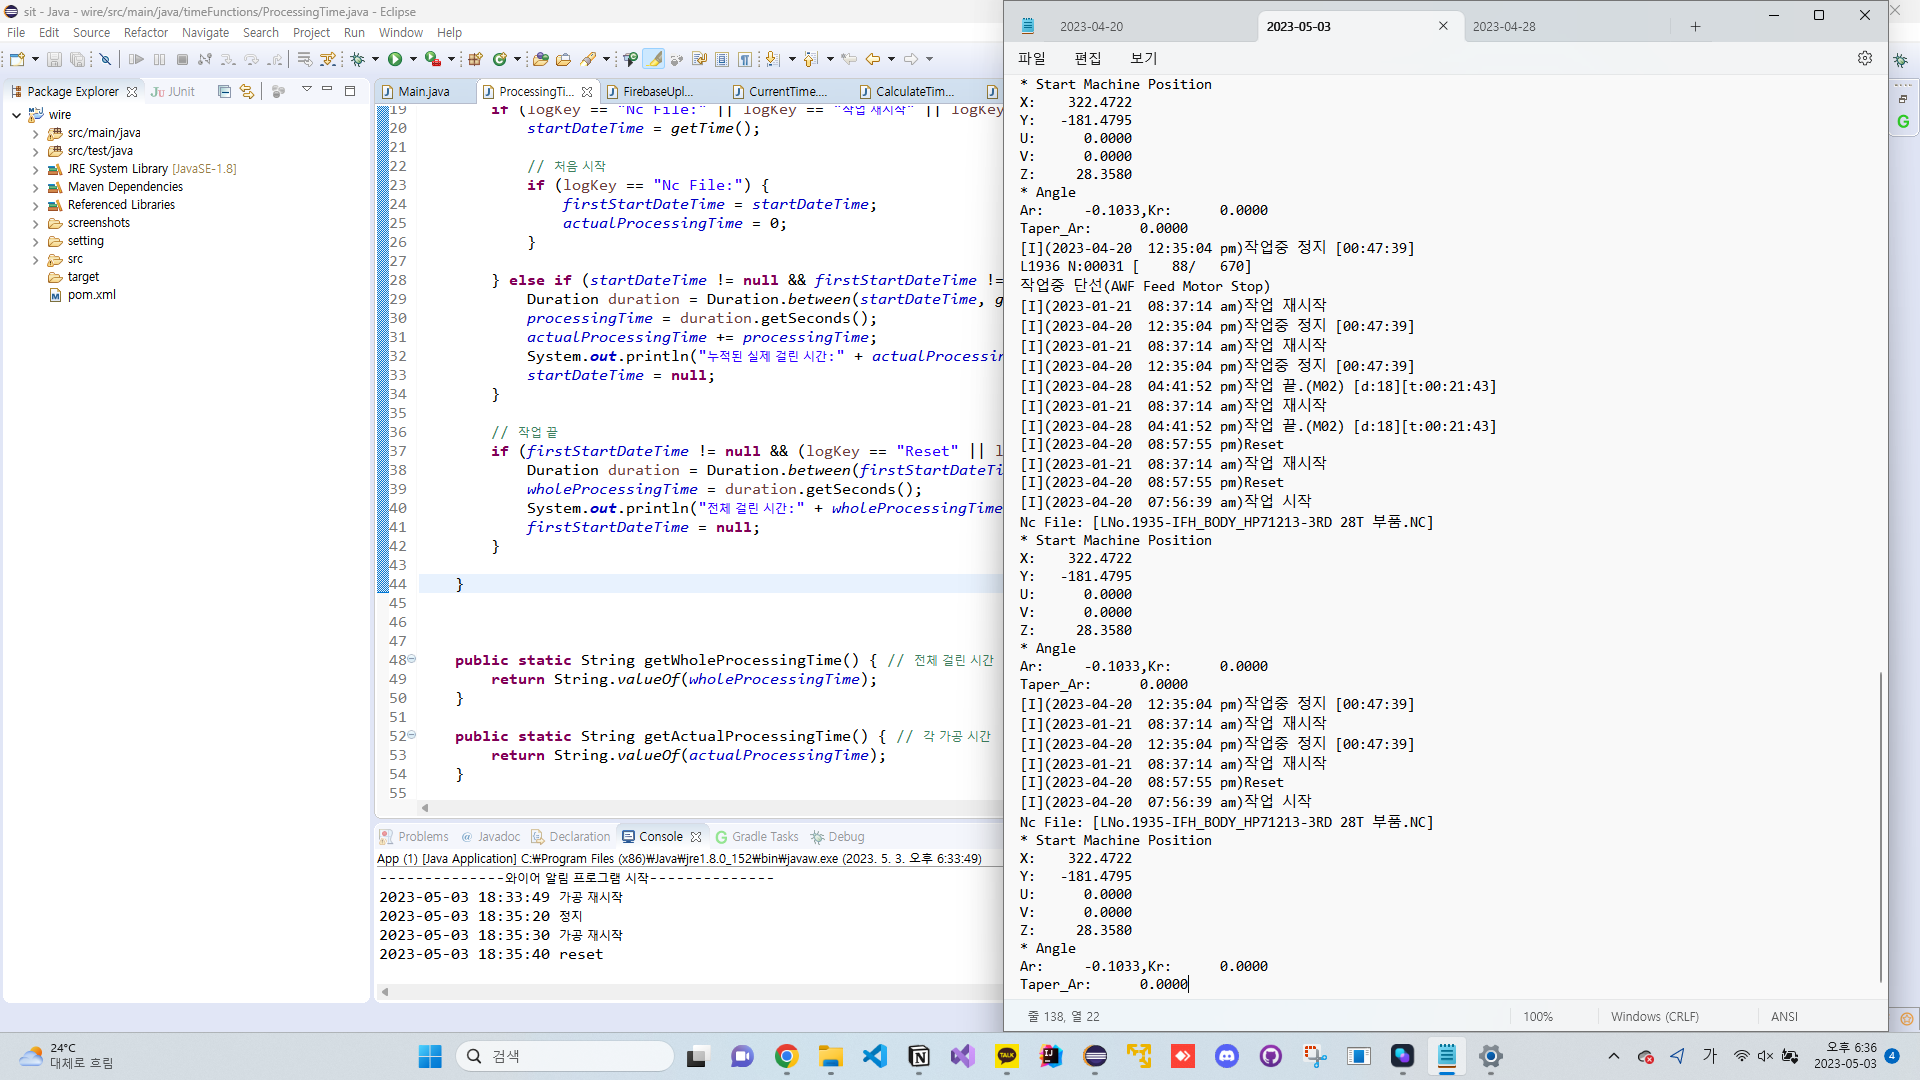 sit - Java - wire/src/main/java/timeFunctions/ProcessingTime.java - Eclipse
File Edit Source Refactor Navigate Search Project Run Window Help
Package Explorer JUnit
wire
src/main/java
src/test/java
JRE System Library [JavaSE-1.8]
Maven Dependencies
Referenced Libraries
screenshots
setting
src
target
pom.xml
Main.java ProcessingTi... FirebaseUpl... CurrentTime.... CalculateTim...
19 if (logKey == "Nc File:" || logKey == "작업 재시작" || logKey
20 startDateTime = getTime();
21
22 // 처음 시작
23 if (logKey == "Nc File:") {
24 firstStartDateTime = startDateTime;
25 actualProcessingTime = 0;
26 }
27
28 } else if (startDateTime != null && firstStartDateTime !=
29 Duration duration = Duration.between(startDateTime, g
30 processingTime = duration.getSeconds();
31 actualProcessingTime += processingTime;
32 System.out.println("누적된 실제 걸린 시간:" + actualProcessin
33 startDateTime = null;
34 }
35
36 // 작업 끝
37 if (firstStartDateTime != null && (logKey == "Reset" || l
38 Duration duration = Duration.between(firstStartDateTi
39 wholeProcessingTime = duration.getSeconds();
40 System.out.println("전체 걸린 시간:" + wholeProcessingTime
41 firstStartDateTime = null;
42 }
43
44 }
45
46
47
48 public static String getWholeProcessingTime() { // 전체 걸린 시간
49 return String.valueOf(wholeProcessingTime);
50 }
51
52 public static String getActualProcessingTime() { // 각 가공 시간
53 return String.valueOf(actualProcessingTime);
54 }
55
Problems Javadoc Declaration Console Gradle Tasks Debug
App (1) [Java Application] C:₩Program Files (x86)₩Java₩jre1.8.0_152₩bin₩javaw.exe (2023. 5. 3. 오후 6:33:49)
--------------와이어 알림 프로그램 시작--------------
2023-05-03 18:33:49 가공 재시작
2023-05-03 18:35:20 정지
2023-05-03 18:35:30 가공 재시작
2023-05-03 18:35:40 reset
2023-04-20 2023-05-03 2023-04-28
파일 편집 보기
* Start Machine Position
X: 322.4722
Y: -181.4795
U: 0.0000
V: 0.0000
Z: 28.3580
* Angle
Ar: -0.1033,Kr: 0.0000
Taper_Ar: 0.0000
[I](2023-04-20 12:35:04 pm)작업중 정지 [00:47:39]
L1936 N:00031 [ 88/ 670]
작업중 단선(AWF Feed Motor Stop)
[I](2023-01-21 08:37:14 am)작업 재시작
[I](2023-04-20 12:35:04 pm)작업중 정지 [00:47:39]
[I](2023-01-21 08:37:14 am)작업 재시작
[I](2023-04-20 12:35:04 pm)작업중 정지 [00:47:39]
[I](2023-04-28 04:41:52 pm)작업 끝.(M02) [d:18][t:00:21:43]
[I](2023-01-21 08:37:14 am)작업 재시작
[I](2023-04-28 04:41:52 pm)작업 끝.(M02) [d:18][t:00:21:43]
[I](2023-04-20 08:57:55 pm)Reset
[I](2023-01-21 08:37:14 am)작업 재시작
[I](2023-04-20 08:57:55 pm)Reset
[I](2023-04-20 07:56:39 am)작업 시작
Nc File: [LNo.1935-IFH_BODY_HP71213-3RD 28T 부품.NC]
* Start Machine Position
X: 322.4722
Y: -181.4795
U: 0.0000
V: 0.0000
Z: 28.3580
* Angle
Ar: -0.1033,Kr: 0.0000
Taper_Ar: 0.0000
[I](2023-04-20 12:35:04 pm)작업중 정지 [00:47:39]
[I](2023-01-21 08:37:14 am)작업 재시작
[I](2023-04-20 12:35:04 pm)작업중 정지 [00:47:39]
[I](2023-01-21 08:37:14 am)작업 재시작
[I](2023-04-20 08:57:55 pm)Reset
[I](2023-04-20 07:56:39 am)작업 시작
Nc File: [LNo.1935-IFH_BODY_HP71213-3RD 28T 부품.NC]
* Start Machine Position
X: 322.4722
Y: -181.4795
U: 0.0000
V: 0.0000
Z: 28.3580
* Angle
Ar: -0.1033,Kr: 0.0000
Taper_Ar: 0.0000
줄 138, 열 22 100% Windows (CRLF) ANSI
24°C
대체로 흐림
검색
가
오후 6:36
2023-05-03
4